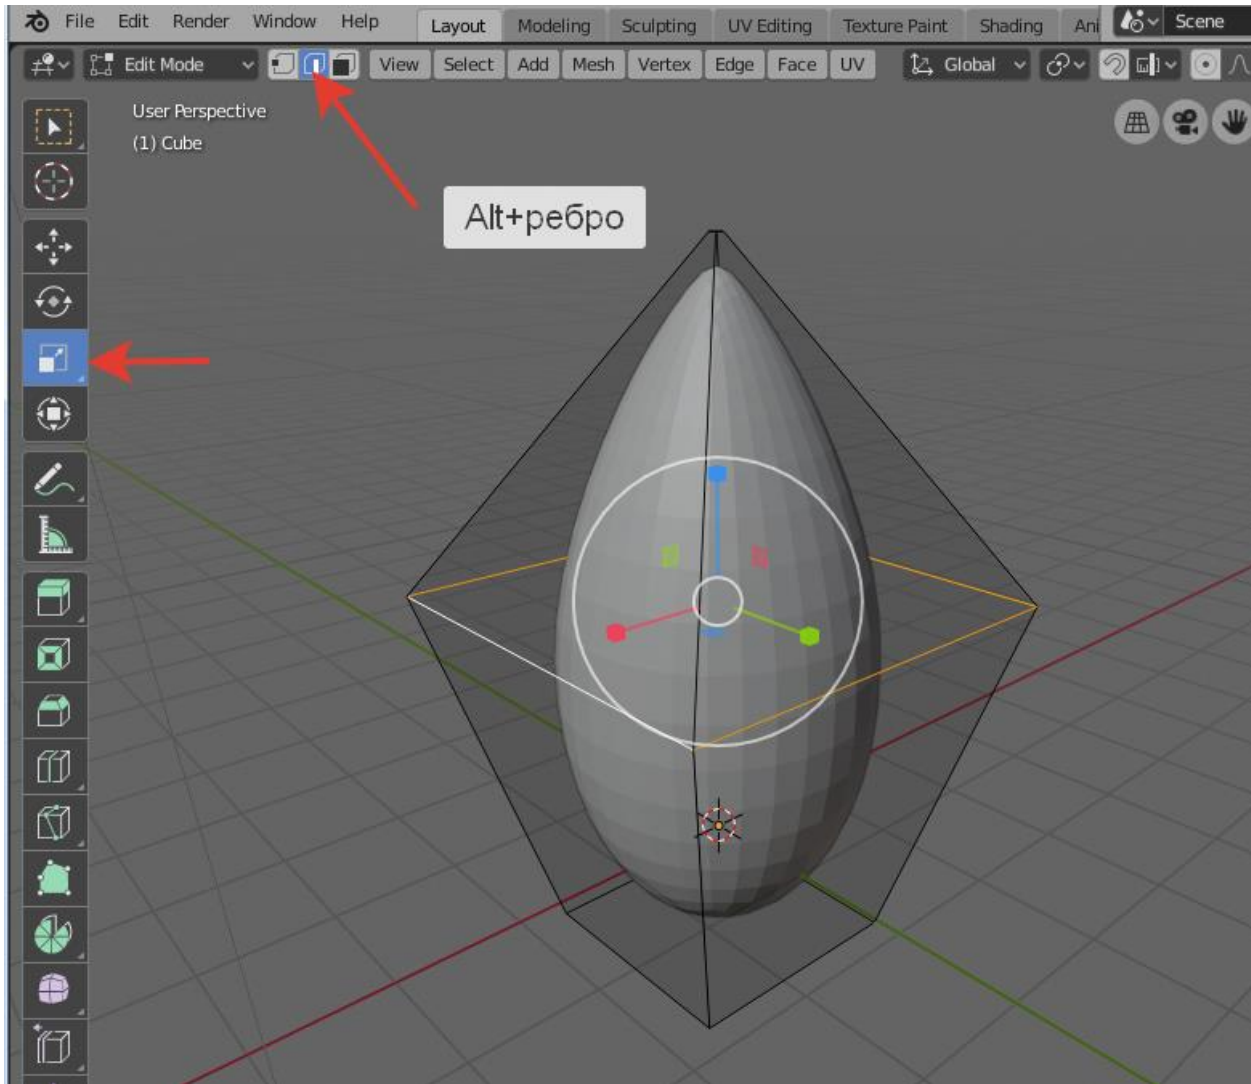 File Edit Render Window Help Layout Modeling Sculpting UV Editing Texture Paint Shading Ani Scene
Edit Mode View Select Add Mesh Vertex Edge Face UV Global
User Perspective
(1) Cube
Alt+ребро